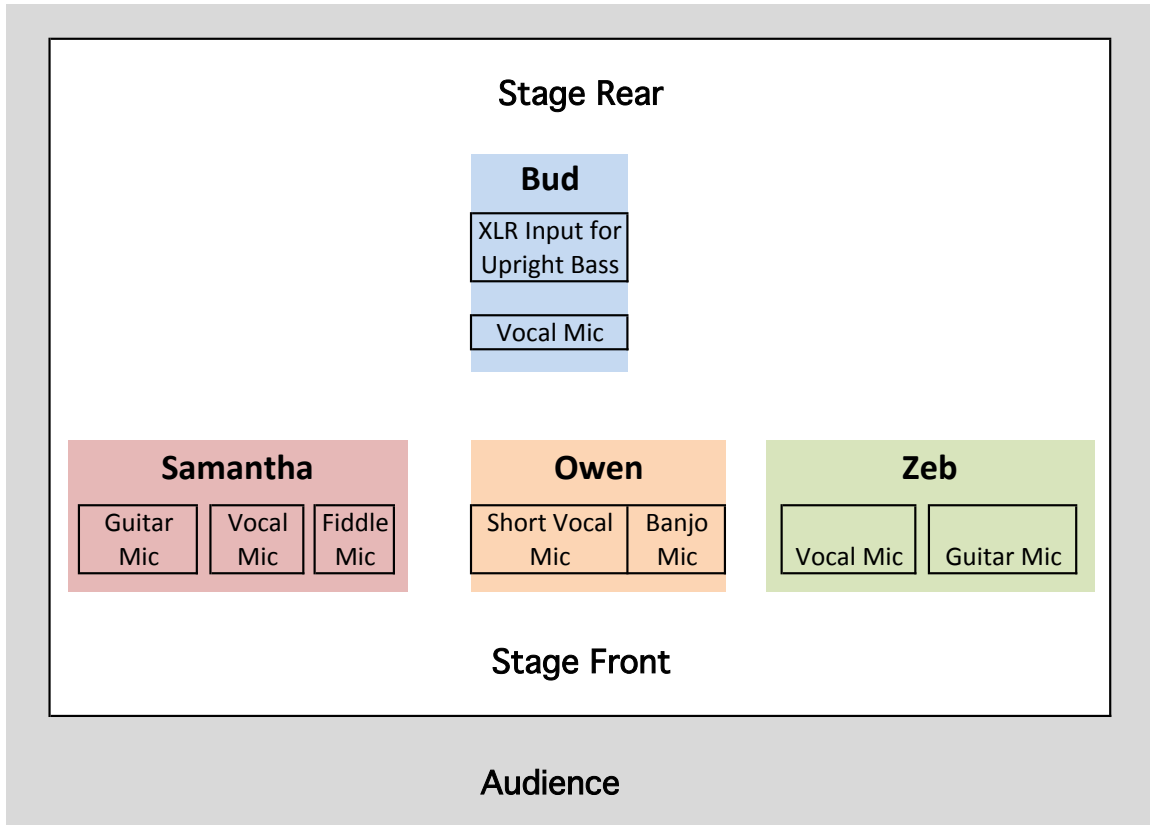 Stage Rear
Bud
XLR Input for
Upright Bass
Vocal Mic
Samantha
Guitar
Mic
Vocal
Mic
Fiddle
Mic
Owen
Short Vocal
Mic
Banjo
Mic
Zeb
Vocal Mic
Guitar Mic
Stage Front
Audience